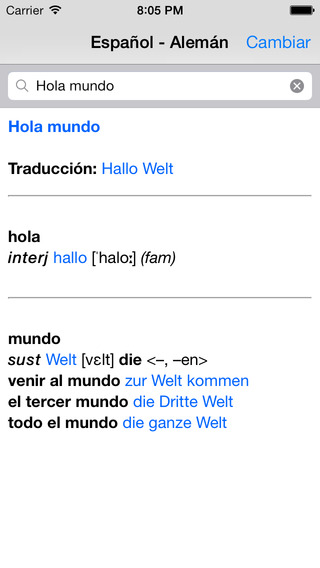 Carrier 8:05 PM
Español - Alemán Cambiar
Hola mundo
Hola mundo
Traducción: Hallo Welt
hola
interj hallo [ˈhaloː] (fam)
mundo
sust Welt [vɛlt] die <–, –en>
venir al mundo zur Welt kommen
el tercer mundo die Dritte Welt
todo el mundo die ganze Welt